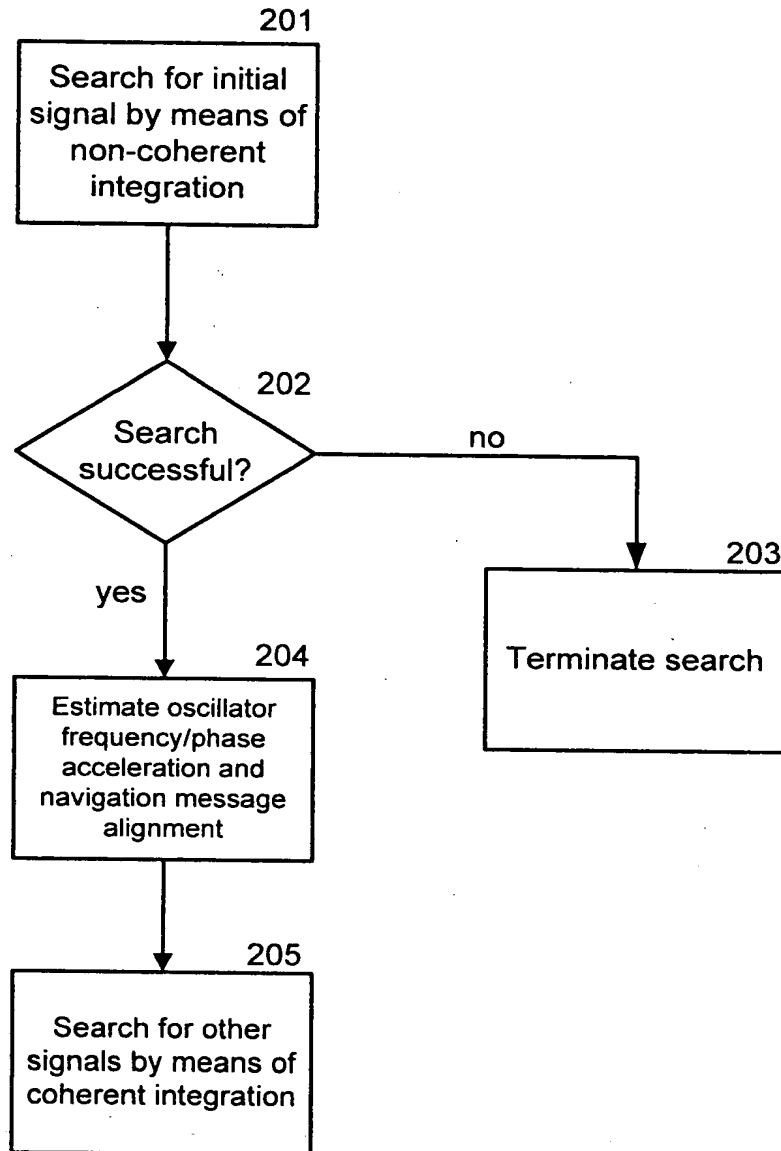 201
Search for initial
signal by means of
non-coherent
integration
202
Search
successful?
no
yes
203
Terminate search
204
Estimate oscillator
frequency/phase
acceleration and
navigation message
alignment
205
Search for other
signals by means of
coherent integration